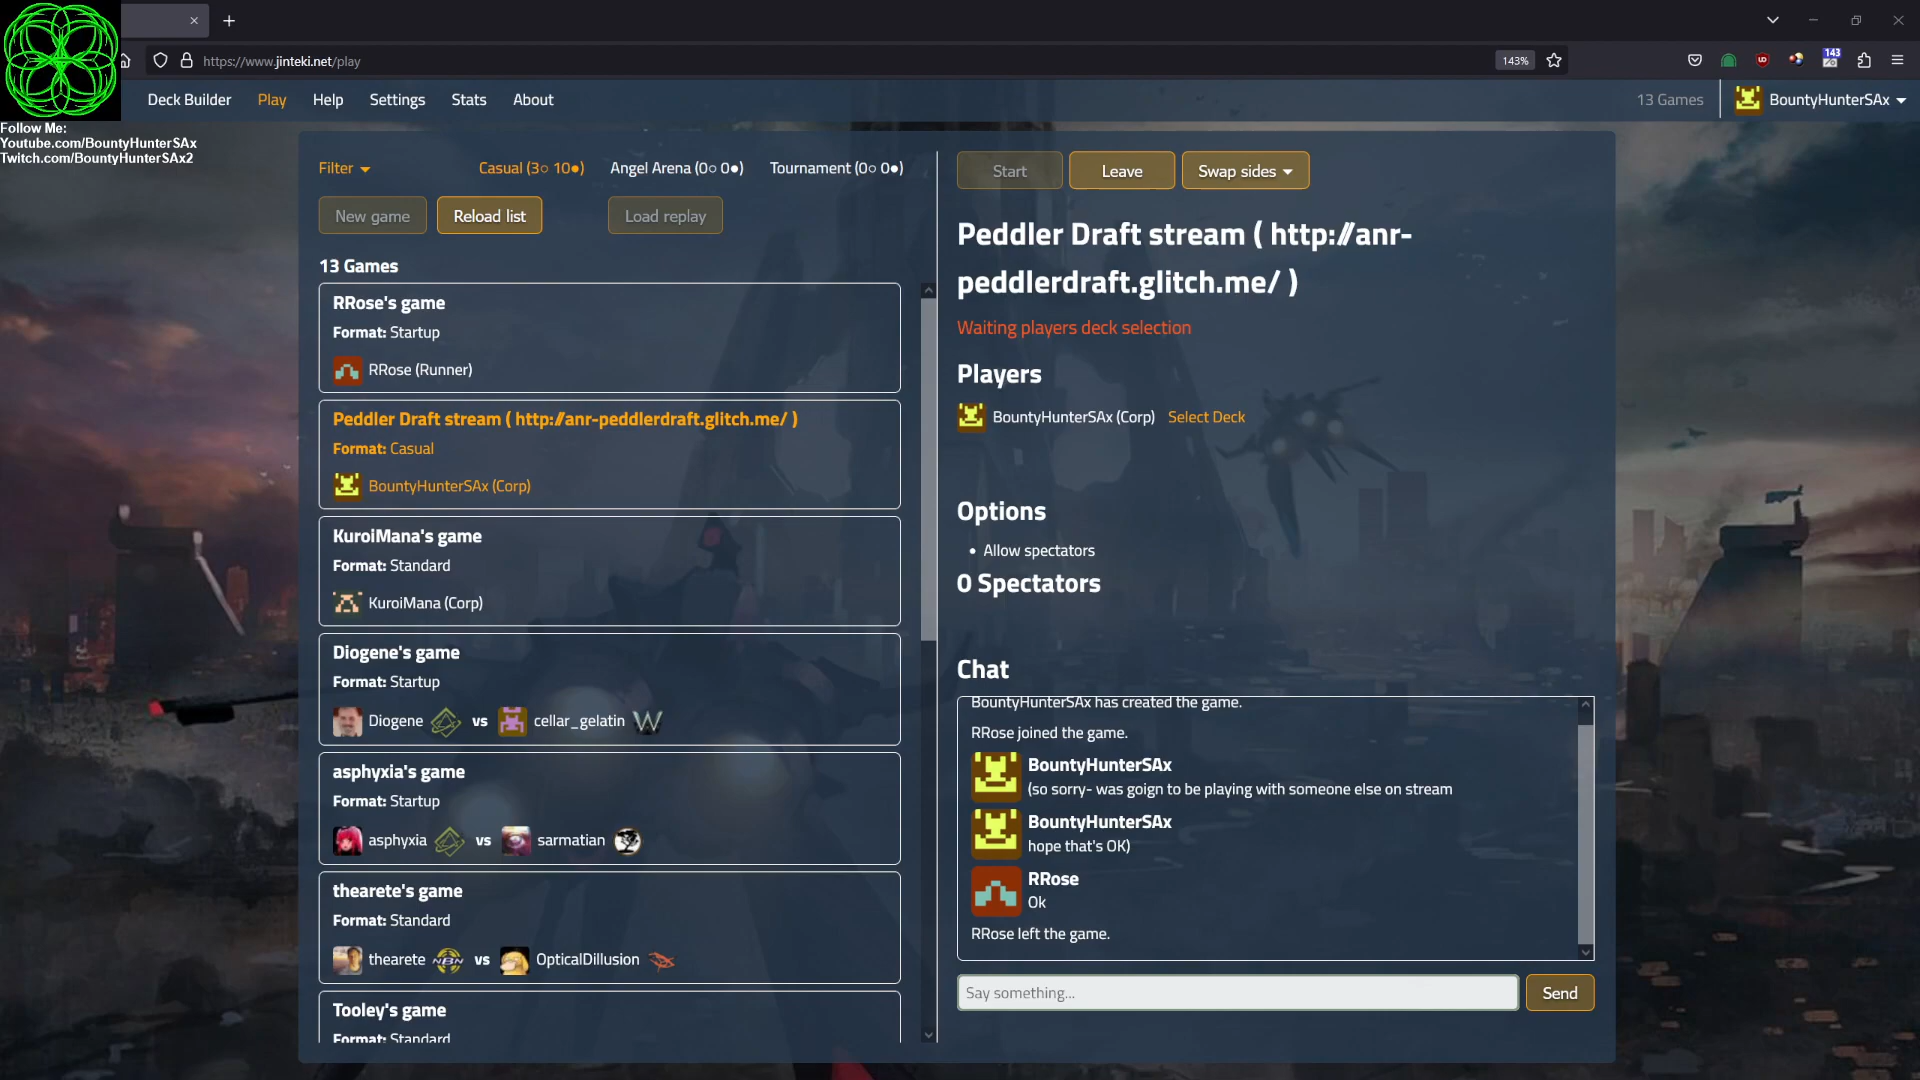 https://www.jinteki.net/play
143%
143
Deck Builder
Play
Help
Settings
Stats
About
13 Games
BountyHunterSAx
Follow Me:
Youtube.com/BountyHunterSAx
Twitch.com/BountyHunterSAx2
Filter
Casual (3○ 10●)
Angel Arena (0○ 0●)
Tournament (0○ 0●)
New game
Reload list
Load replay
13 Games
RRose's game
Format: Startup
RRose (Runner)
Peddler Draft stream ( http://anr-peddlerdraft.glitch.me/ )
Format: Casual
BountyHunterSAx (Corp)
KuroiMana's game
Format: Standard
KuroiMana (Corp)
Diogene's game
Format: Startup
Diogene vs cellar_gelatin
asphyxia's game
Format: Startup
asphyxia vs sarmatian
thearete's game
Format: Standard
thearete NBN vs OpticalDillusion
Tooley's game
Format: Standard
Start
Leave
Swap sides
Peddler Draft stream ( http://anr-
peddlerdraft.glitch.me/ )
Waiting players deck selection
Players
BountyHunterSAx (Corp) Select Deck
Options
• Allow spectators
0 Spectators
Chat
BountyHunterSAx has created the game.
RRose joined the game.
BountyHunterSAx
(so sorry- was goign to be playing with someone else on stream
BountyHunterSAx
hope that's OK)
RRose
Ok
RRose left the game.
Say something...
Send